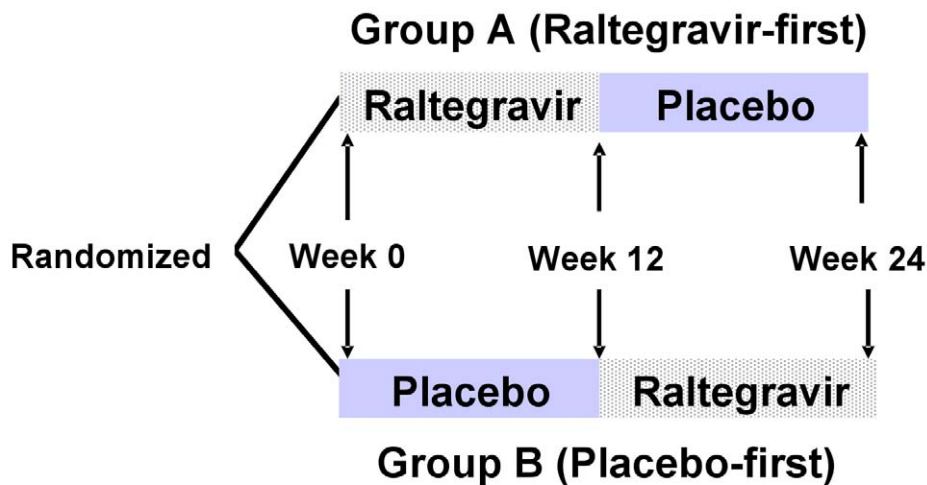 Group A (Raltegravir-first)
Raltegravir Placebo
Randomized Week 0 Week 12 Week 24
Placebo Raltegravir
Group B (Placebo-first)